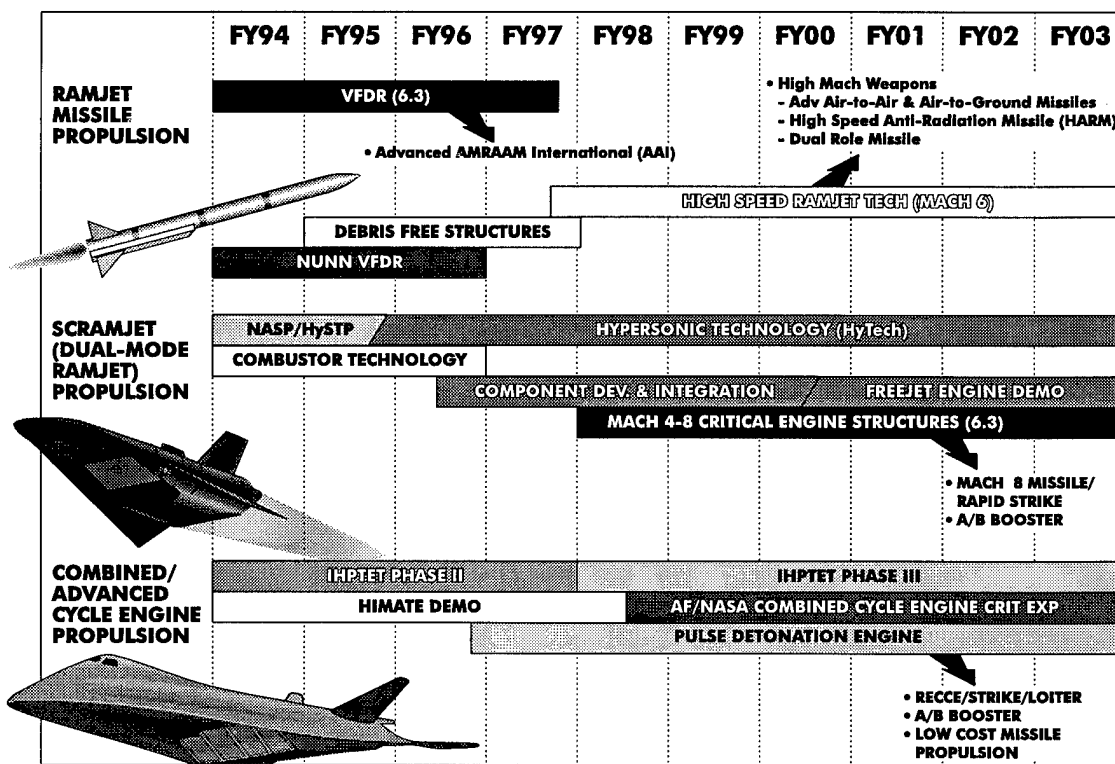 FY94 FY95 FY96 FY97 FY98 FY99 FY00 FY01 FY02 FY03
RAMJET
MISSILE
PROPULSION
VFDR (6.3)
• Advanced AMRAAM International (AAI)
• High Mach Weapons
- Adv Air-to-Air & Air-to-Ground Missiles
- High Speed Anti-Radiation Missile (HARM)
- Dual Role Missile
HIGH SPEED RAMJET TECH (MACH 6)
DEBRIS FREE STRUCTURES
NUNN VFDR
SCRAMJET
(DUAL-MODE
RAMJET)
PROPULSION
NASP/HySTP
HYPERSONIC TECHNOLOGY (HyTech)
COMBUSTOR TECHNOLOGY
COMPONENT DEV. & INTEGRATION
FREEJET ENGINE DEMO
MACH 4-8 CRITICAL ENGINE STRUCTURES (6.3)
• MACH 8 MISSILE/
RAPID STRIKE
• A/B BOOSTER
COMBINED/
ADVANCED
CYCLE ENGINE
PROPULSION
IHPTET PHASE II
IHPTET PHASE III
HIMATE DEMO
AF/NASA COMBINED CYCLE ENGINE CRIT EXP
PULSE DETONATION ENGINE
• RECCE/STRIKE/LOITER
• A/B BOOSTER
• LOW COST MISSILE
PROPULSION